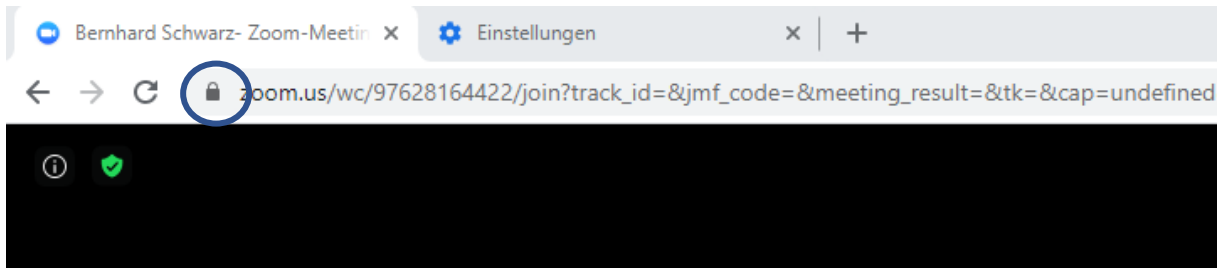 Bernhard Schwarz- Zoom-Meetin
Einstellungen
zoom.us/wc/97628164422/join?track_id=&jmf_code=&meeting_result=&tk=&cap=undefined